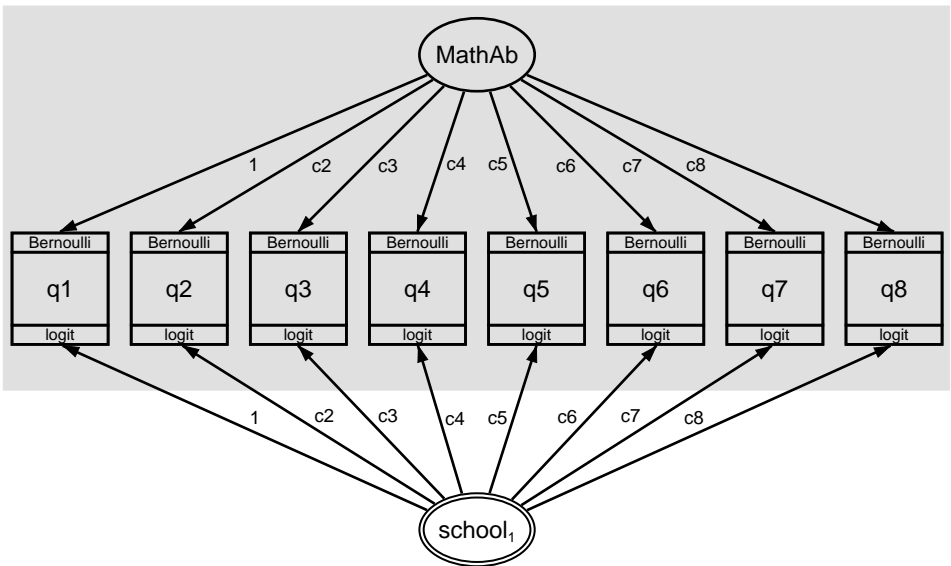 MathAb
1 c2 c3 c4 c5 c6 c7 c8
Bernoulli Bernoulli Bernoulli Bernoulli Bernoulli Bernoulli Bernoulli Bernoulli
q1 q2 q3 q4 q5 q6 q7 q8
logit logit logit logit logit logit logit logit
1 c2 c3 c4 c5 c6 c7 c8
school₁